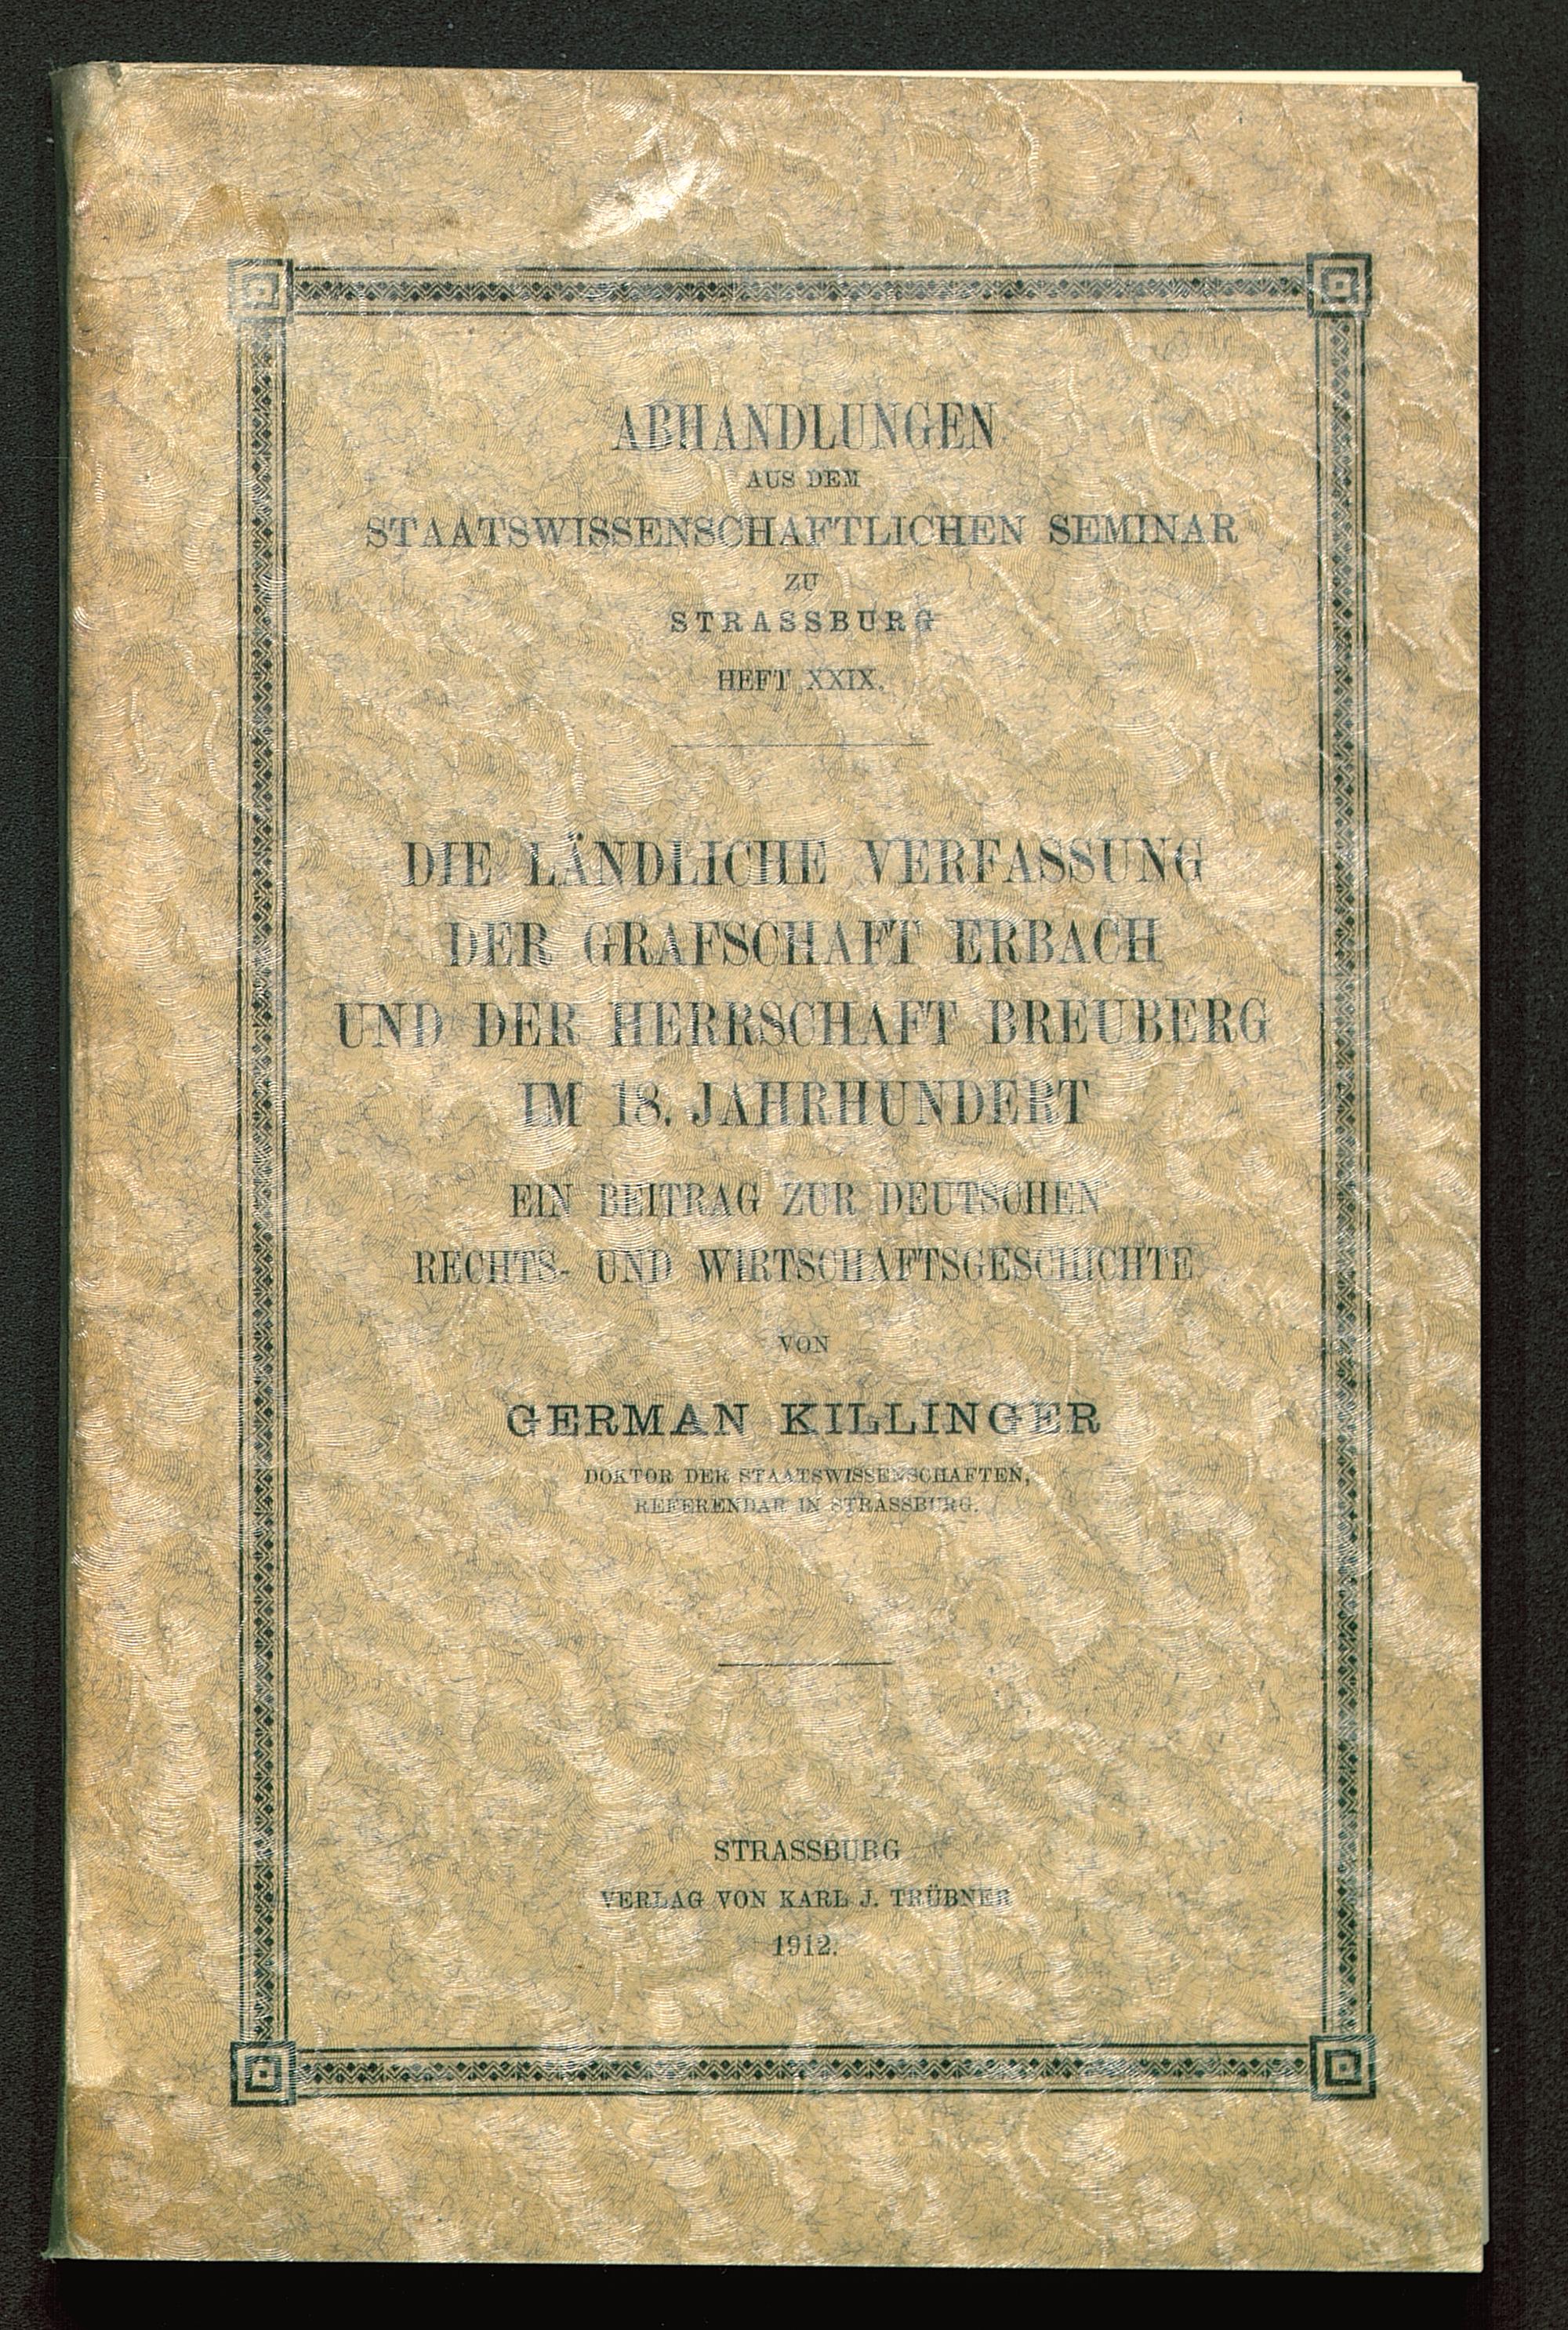 ABHANDLUNGEN
AUS DEM
STAATSWISSENSCHAFTLICHEN SEMINAR
ZU
STRASSBURG
HEFT XXIX.
DIE LÄNDLICHE VERFASSUNG
DER GRAFSCHAFT ERBACH
UND DER HERRSCHAFT BREUBERG
IM 18. JAHRHUNDERT
EIN BEITRAG ZUR DEUTSCHEN
RECHTS- UND WIRTSCHAFTSGESCHICHTE
VON
GERMAN KILLINGER
DOKTOR DER STAATSWISSENSCHAFTEN,
REFERENDAR IN STRASSBURG.
STRASSBURG
VERLAG VON KARL J. TRÜBNER
1912.